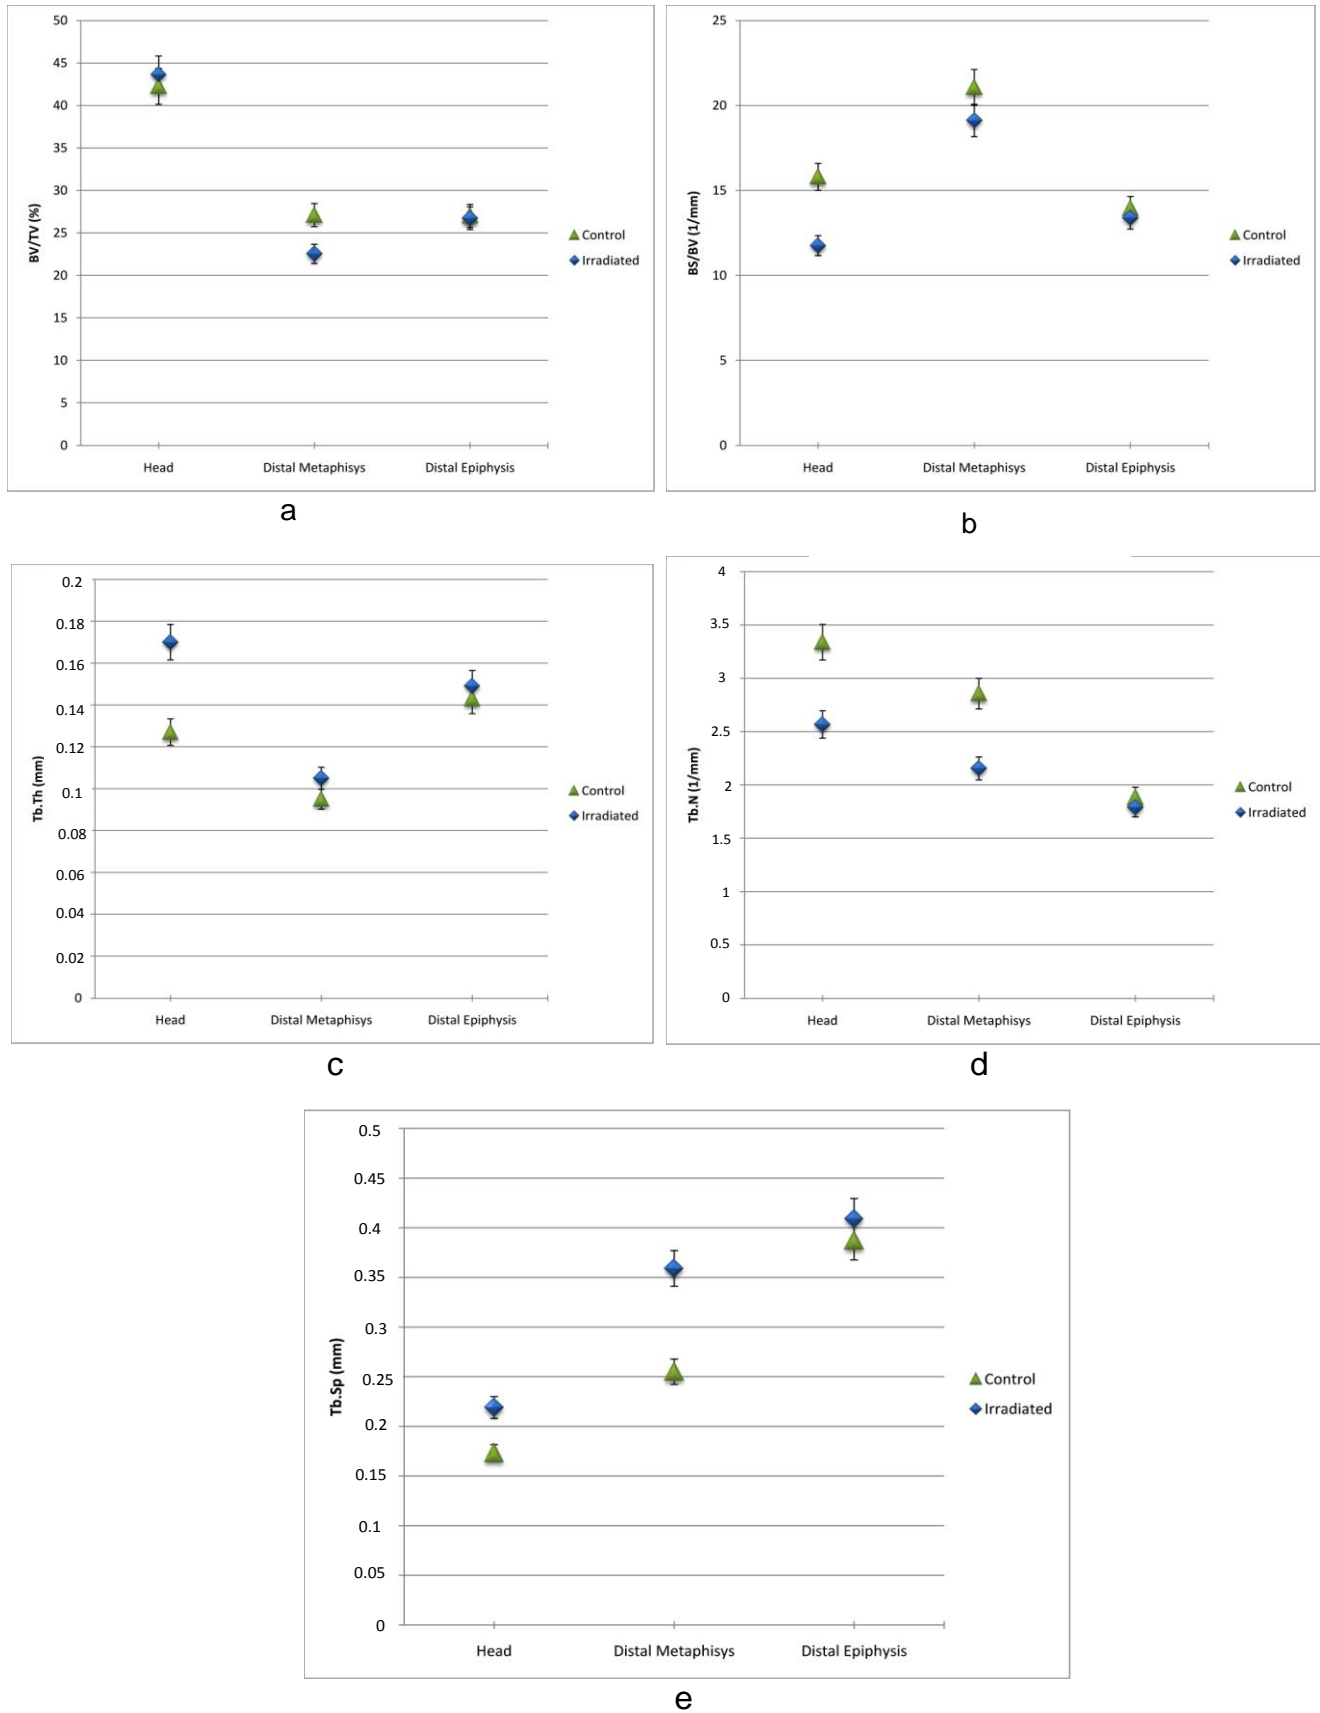 50
45
40
35
30
25
20
15
10
5
0
BV/TV (%)
Head
Distal Metaphisys
Distal Epiphysis
Control
Irradiated
a
25
20
15
10
5
0
BS/BV (1/mm)
Head
Distal Metaphisys
Distal Epiphysis
Control
Irradiated
b
0.2
0.18
0.16
0.14
0.12
0.1
0.08
0.06
0.04
0.02
0
Tb.Th (mm)
Head
Distal Metaphisys
Distal Epiphysis
Control
Irradiated
c
4
3.5
3
2.5
2
1.5
1
0.5
0
Tb.N (1/mm)
Head
Distal Metaphisys
Distal Epiphysis
Control
Irradiated
d
0.5
0.45
0.4
0.35
0.3
0.25
0.2
0.15
0.1
0.05
0
Tb.Sp (mm)
Head
Distal Metaphisys
Distal Epiphysis
Control
Irradiated
e